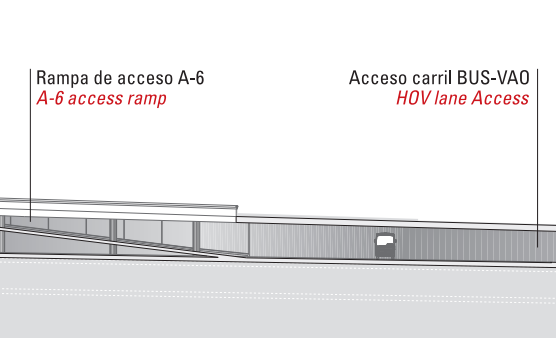 Rampa de acceso A-6
A-6 access ramp
Acceso carril BUS-VAO
HOV lane Access